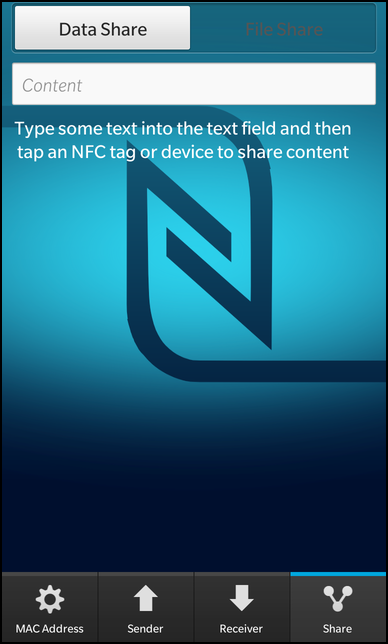 Data Share
File Share
Content
Type some text into the text field and then
tap an NFC tag or device to share content
MAC Address
Sender
Receiver
Share